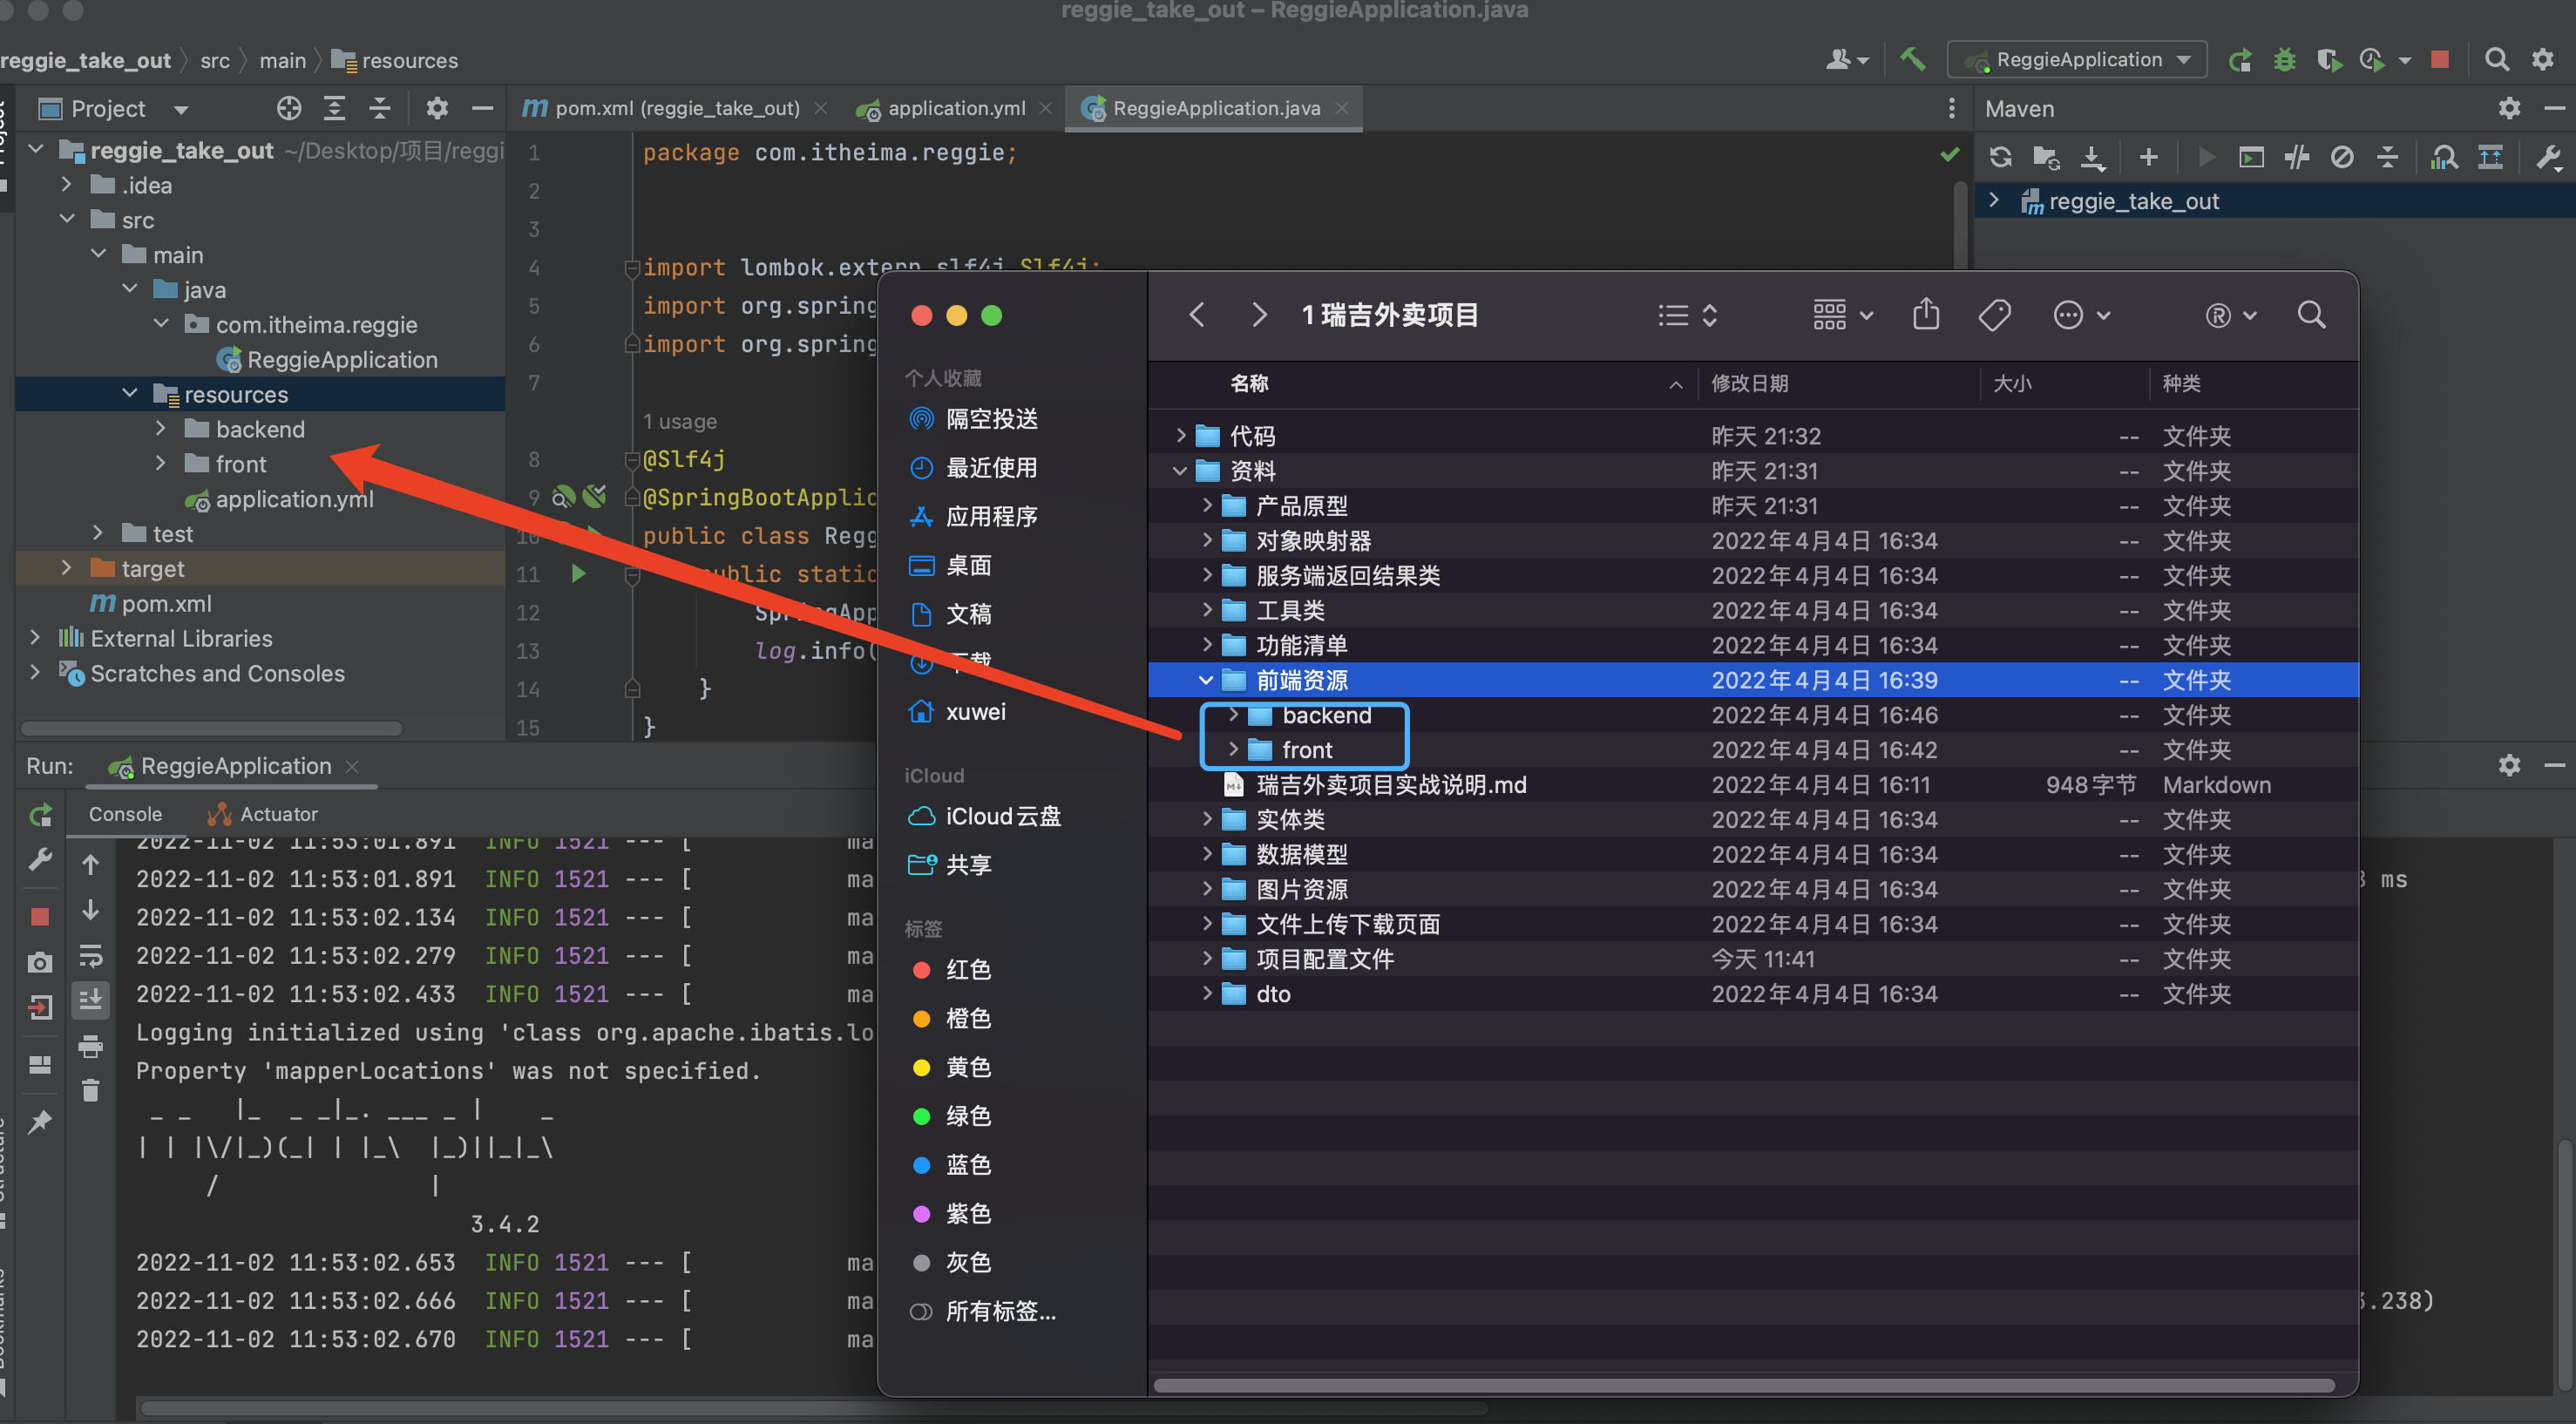 reggie_take_out – ReggieApplication.java
reggie_take_out src main resources
ReggieApplication
Project
pom.xml (reggie_take_out)
application.yml
ReggieApplication.java
Maven
reggie_take_out ~/Desktop/项目/reggi
.idea
src
main
java
com.itheima.reggie
ReggieApplication
resources
backend
front
application.yml
test
target
pom.xml
External Libraries
Scratches and Consoles
1 package com.itheima.reggie;
2
3
4 import lombok.extern.slf4j.Slf4j;
5 import org.spring
6 import org.spring
7
1 usage
8 @Slf4j
9 @SpringBootApplic
10 public class Regg
11 public static
12 SpringApp
13 log.info(
14 }
15 }
reggie_take_out
1 瑞吉外卖项目
个人收藏
隔空投送
最近使用
应用程序
桌面
文稿
下载
xuwei
iCloud
iCloud云盘
共享
标签
红色
橙色
黄色
绿色
蓝色
紫色
灰色
所有标签...
名称 修改日期 大小 种类
代码 昨天 21:32 -- 文件夹
资料 昨天 21:31 -- 文件夹
产品原型 昨天 21:31 -- 文件夹
对象映射器 2022年4月4日 16:34 -- 文件夹
服务端返回结果类 2022年4月4日 16:34 -- 文件夹
工具类 2022年4月4日 16:34 -- 文件夹
功能清单 2022年4月4日 16:34 -- 文件夹
前端资源 2022年4月4日 16:39 -- 文件夹
backend 2022年4月4日 16:46 -- 文件夹
front 2022年4月4日 16:42 -- 文件夹
瑞吉外卖项目实战说明.md 2022年4月4日 16:11 948字节 Markdown
实体类 2022年4月4日 16:34 -- 文件夹
数据模型 2022年4月4日 16:34 -- 文件夹
图片资源 2022年4月4日 16:34 -- 文件夹
文件上传下载页面 2022年4月4日 16:34 -- 文件夹
项目配置文件 今天 11:41 -- 文件夹
dto 2022年4月4日 16:34 -- 文件夹
Run: ReggieApplication
Console Actuator
2022-11-02 11:53:01.891 INFO 1521 --- [ ma
2022-11-02 11:53:01.891 INFO 1521 --- [ ma
2022-11-02 11:53:02.134 INFO 1521 --- [ ma
2022-11-02 11:53:02.279 INFO 1521 --- [ ma
2022-11-02 11:53:02.433 INFO 1521 --- [ ma
Logging initialized using 'class org.apache.ibatis.lo
Property 'mapperLocations' was not specified.
3.4.2
2022-11-02 11:53:02.653 INFO 1521 --- [ ma
2022-11-02 11:53:02.666 INFO 1521 --- [ ma
2022-11-02 11:53:02.670 INFO 1521 --- [ ma
ms
.238)
Structure